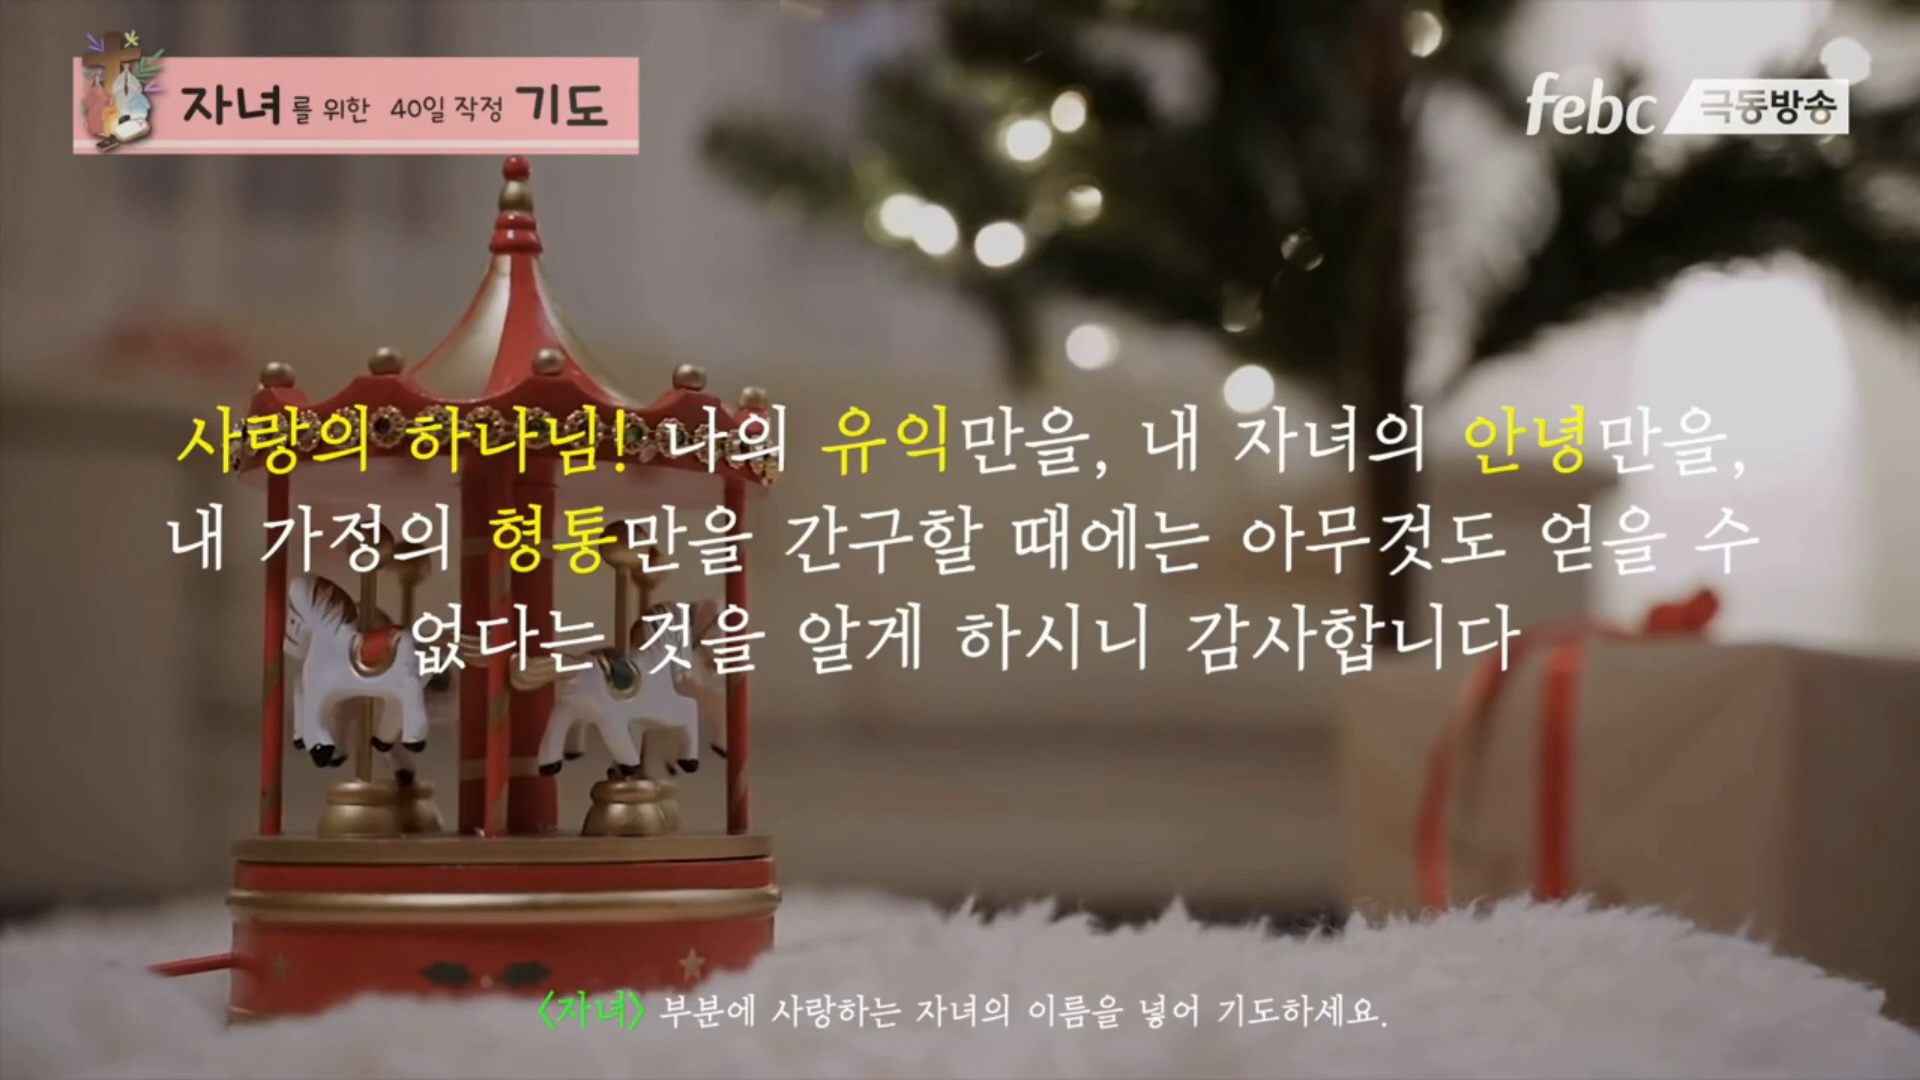 자녀를 위한 40일 작정 기도
febc 극동방송
사랑의 하나님! 나의 유익만을, 내 자녀의 안녕만을,
내 가정의 형통만을 간구할 때에는 아무것도 얻을 수
없다는 것을 알게 하시니 감사합니다
<자녀> 부분에 사랑하는 자녀의 이름을 넣어 기도하세요.